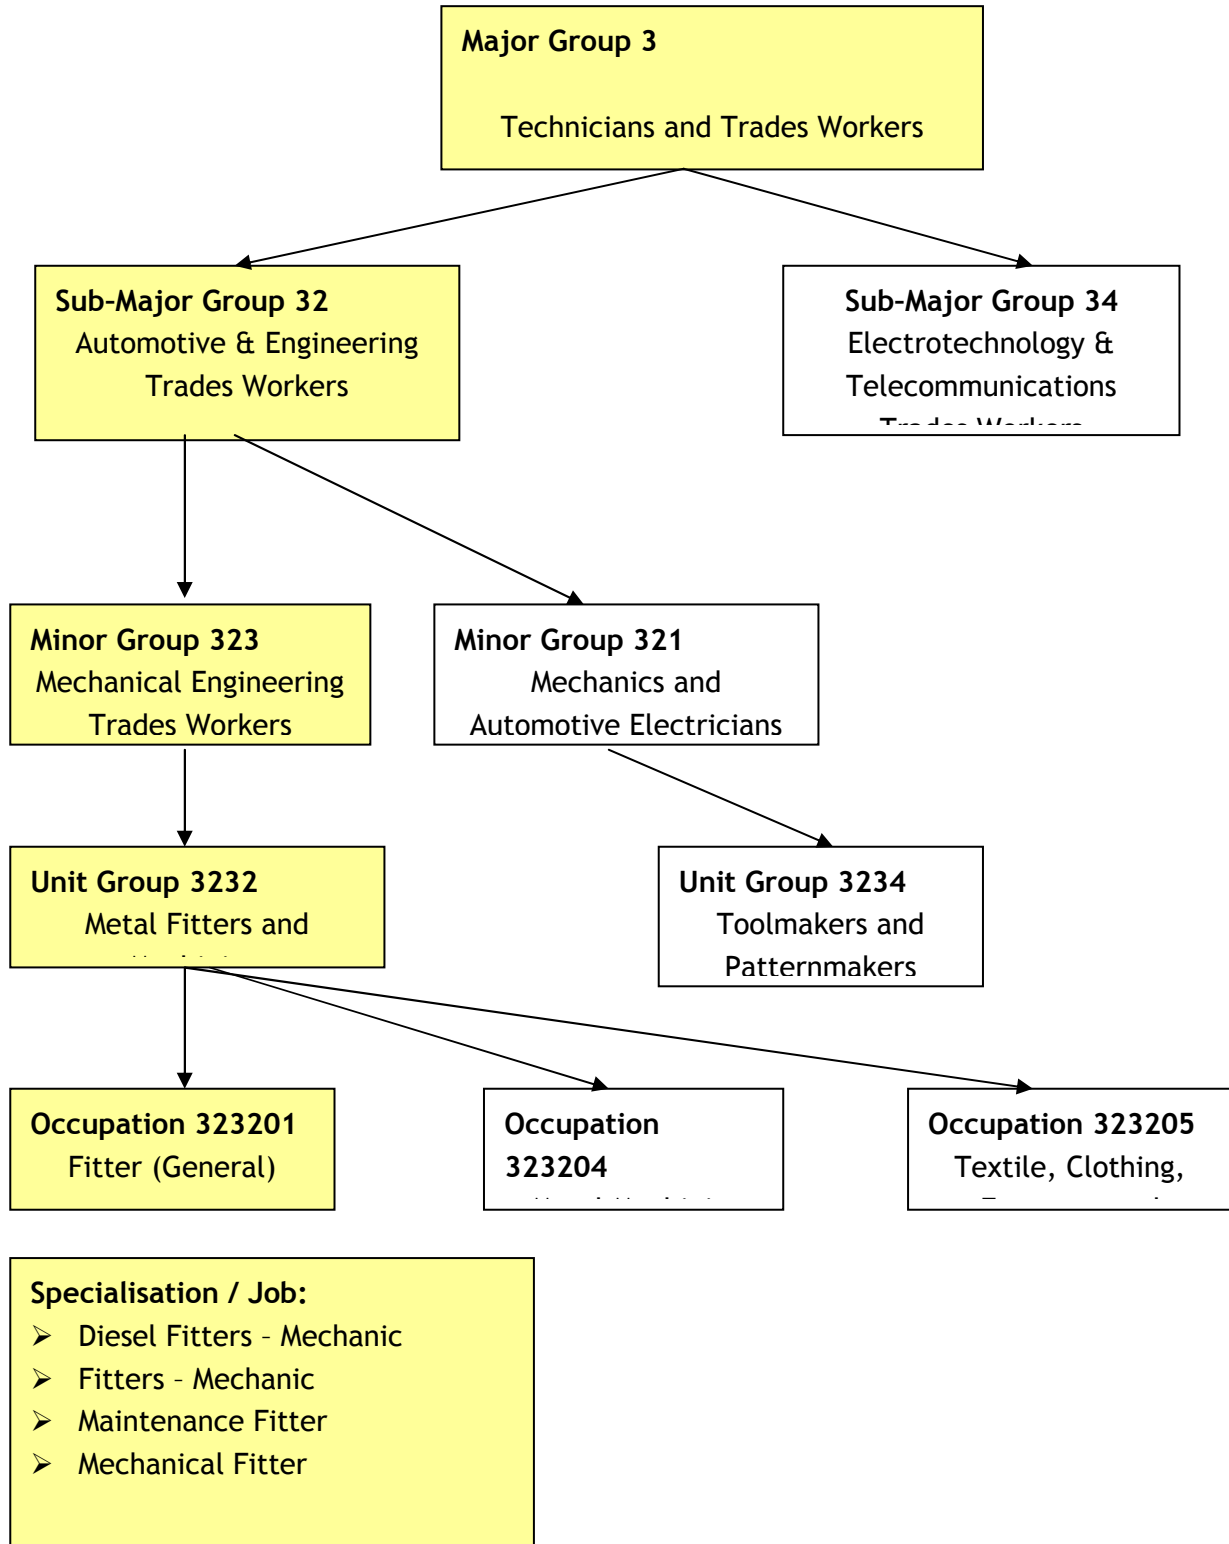 Major Group 3
Technicians and Trades Workers
Sub-Major Group 32
Automotive & Engineering
Trades Workers
Sub-Major Group 34
Electrotechnology &
Telecommunications
Trades Workers
Minor Group 323
Mechanical Engineering
Trades Workers
Minor Group 321
Mechanics and
Automotive Electricians
Unit Group 3232
Metal Fitters and
Unit Group 3234
Toolmakers and
Patternmakers
Occupation 323201
Fitter (General)
Occupation
323204
Occupation 323205
Textile, Clothing,
Specialisation / Job:
➢ Diesel Fitters – Mechanic
➢ Fitters – Mechanic
➢ Maintenance Fitter
➢ Mechanical Fitter